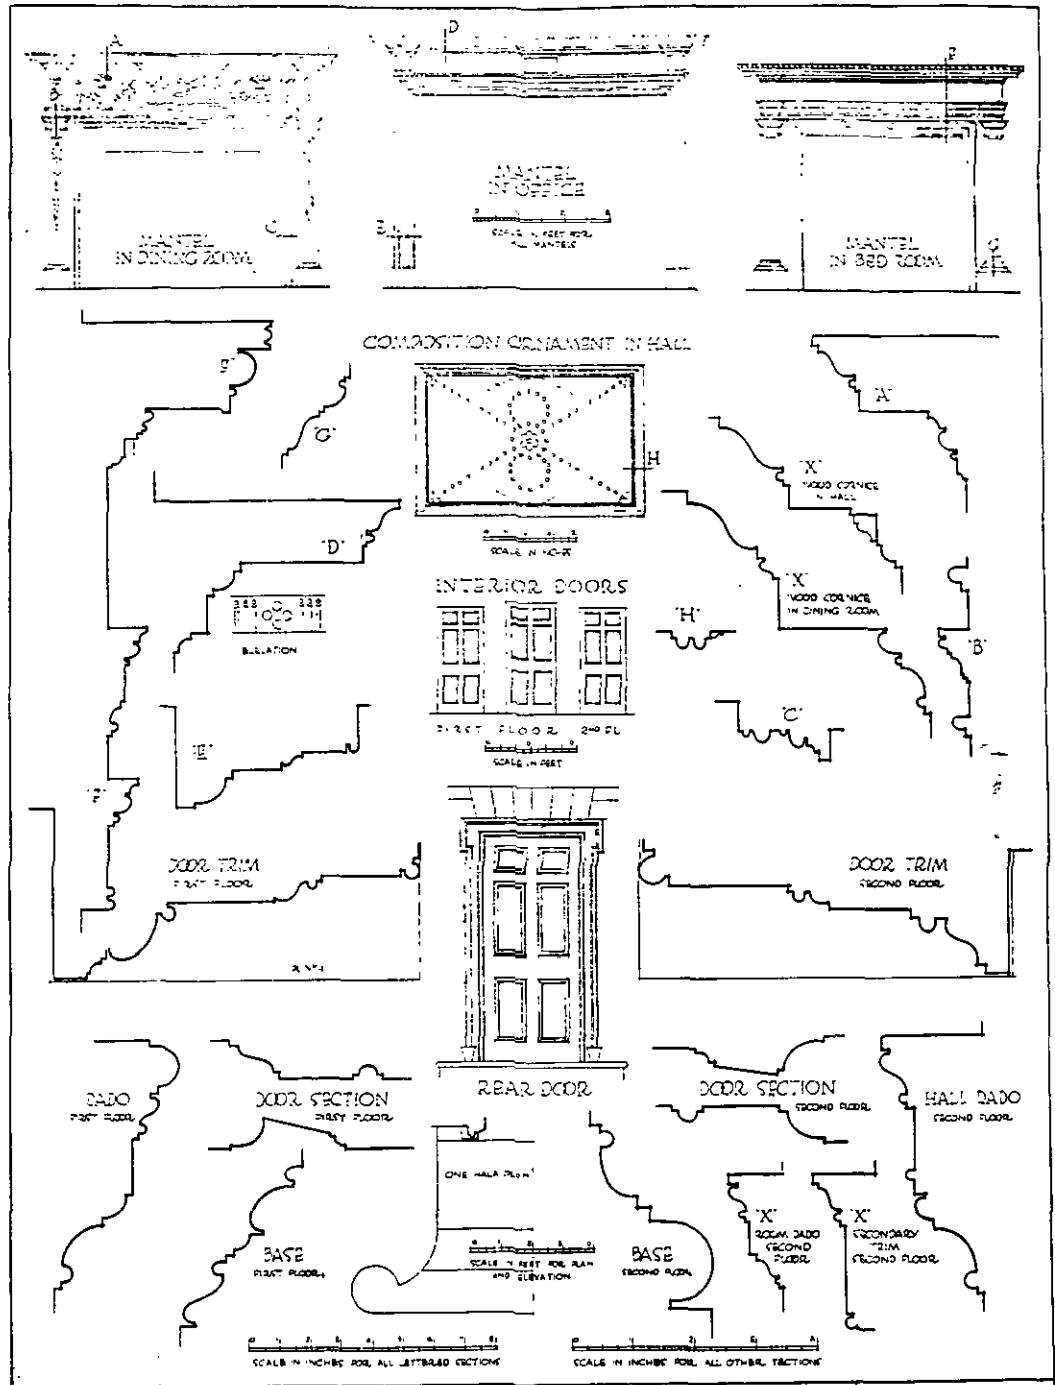 A
D
F
MANTEL
IN DINING ROOM
C
MANTEL
IN OFFICE
SCALE IN FEET FOR
ALL MANTELS
E
MANTEL
IN BED ROOM
G
COMPOSITION ORNAMENT IN HALL
"G"
H
SCALE IN INCHES
"A"
"X"
WOOD CORNICE
IN HALL
"D"
ELEVATION
INTERIOR DOORS
FIRST FLOOR 2ND FL
SCALE IN FEET
"X"
WOOD CORNICE
IN DINING ROOM
"H"
"B"
"C"
"E"
"F"
DOOR TRIM
FIRST FLOOR
DOOR TRIM
SECOND FLOOR
REAR DOOR
DADO
FIRST FLOOR
DOOR SECTION
FIRST FLOOR
DOOR SECTION
SECOND FLOOR
HALL DADO
SECOND FLOOR
ONE HALF PLAN
BASE
FIRST FLOOR
SCALE IN FEET FOR PLAN
AND ELEVATION
BASE
SECOND FLOOR
"X"
ROOM DADO
SECOND
FLOOR
"X"
SECONDARY
TRIM
SECOND FLOOR
SCALE IN INCHES FOR ALL LETTERED SECTIONS
SCALE IN INCHES FOR ALL OTHER SECTIONS